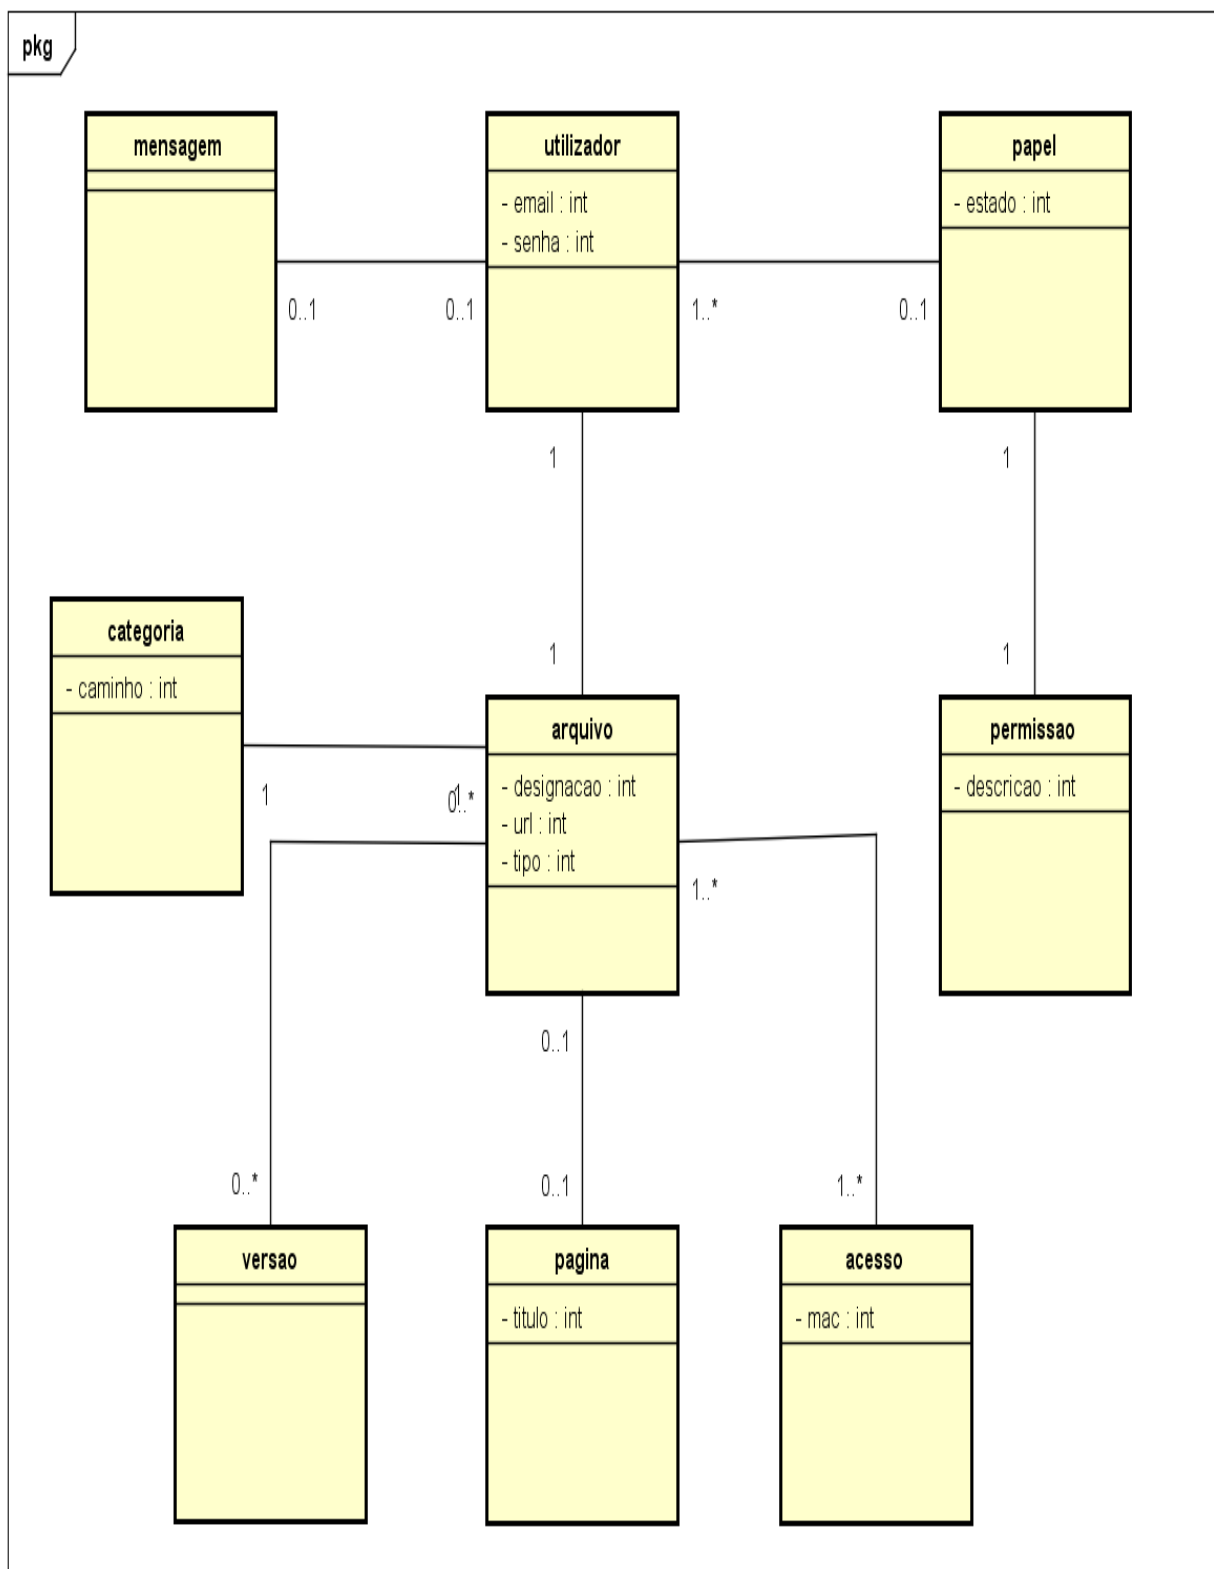 pkg
mensagem
utilizador
- email : int
- senha : int
papel
- estado : int
0..1
0..1
1..*
0..1
1
1
1
1
categoria
- caminho : int
arquivo
- designacao : int
- url : int
- tipo : int
permissao
- descricao : int
1
0..*
1
1..*
0..1
0..*
0..1
1..*
versao
pagina
- titulo : int
acesso
- mac : int